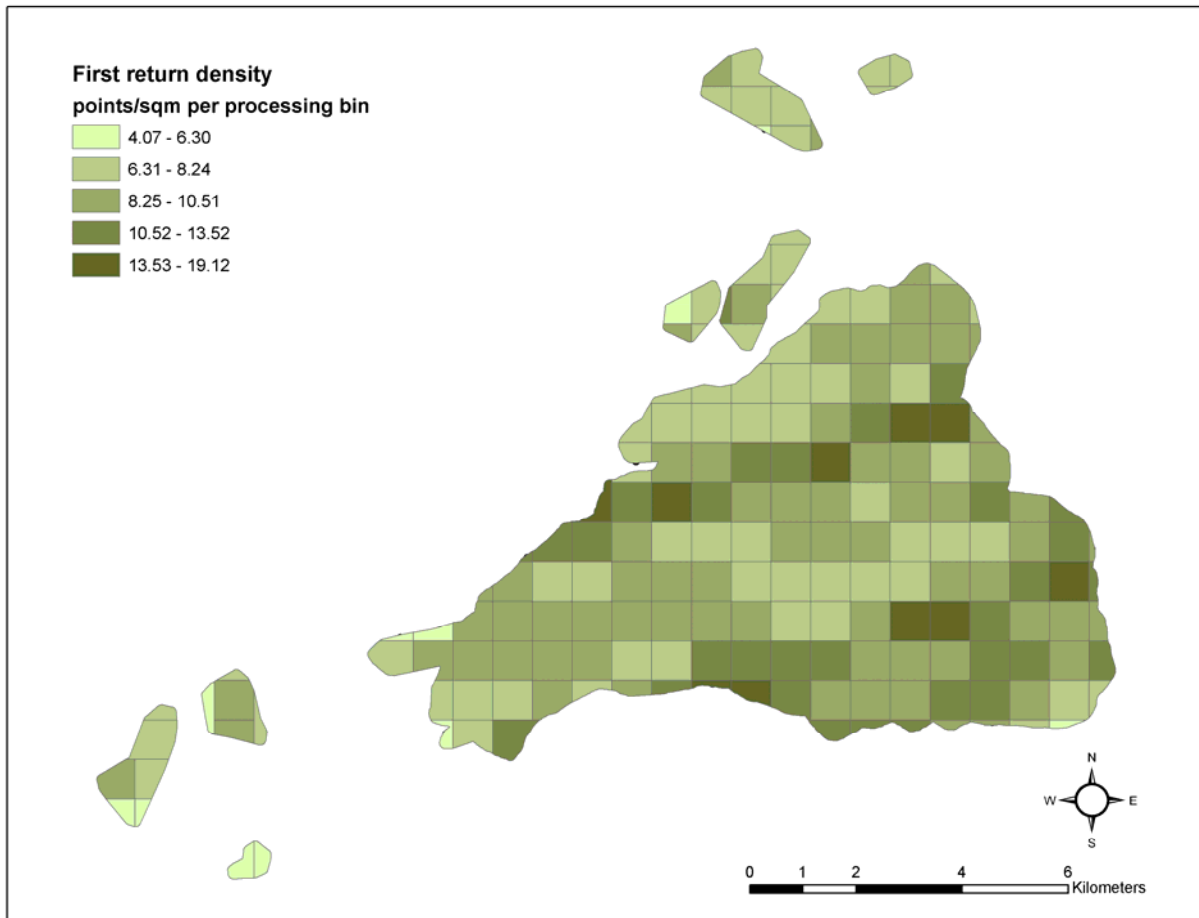 First return density
points/sqm per processing bin
4.07 - 6.30
6.31 - 8.24
8.25 - 10.51
10.52 - 13.52
13.53 - 19.12
N
W E
S
0 1 2 4 6
Kilometers